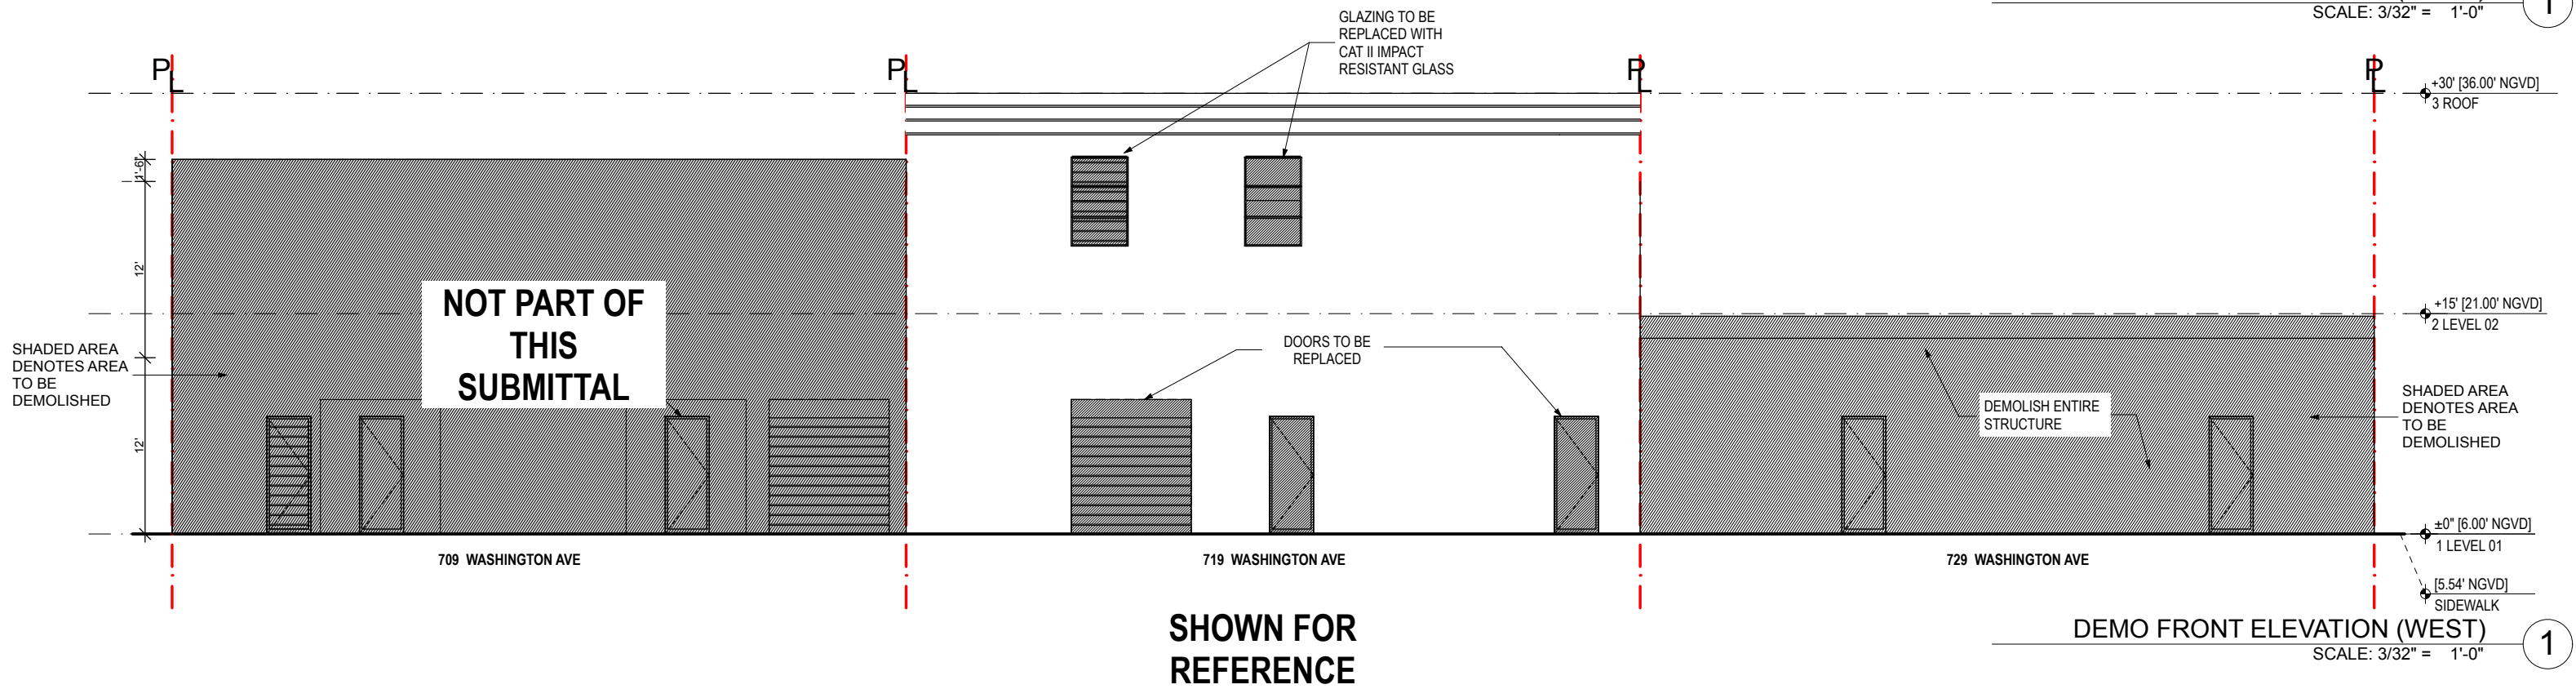 SCALE: 3/32" = 1'-0"
1
GLAZING TO BE
REPLACED WITH
CAT II IMPACT
RESISTANT GLASS
PL
PL
PL
PL
+30' [36.00' NGVD]
3 ROOF
1'-6"
12'
12'
NOT PART OF
THIS
SUBMITTAL
SHADED AREA
DENOTES AREA
TO BE
DEMOLISHED
DOORS TO BE
REPLACED
+15' [21.00' NGVD]
2 LEVEL 02
DEMOLISH ENTIRE
STRUCTURE
SHADED AREA
DENOTES AREA
TO BE
DEMOLISHED
±0" [6.00' NGVD]
1 LEVEL 01
709 WASHINGTON AVE
719 WASHINGTON AVE
729 WASHINGTON AVE
[5.54' NGVD]
SIDEWALK
SHOWN FOR
REFERENCE
DEMO FRONT ELEVATION (WEST)
SCALE: 3/32" = 1'-0"
1